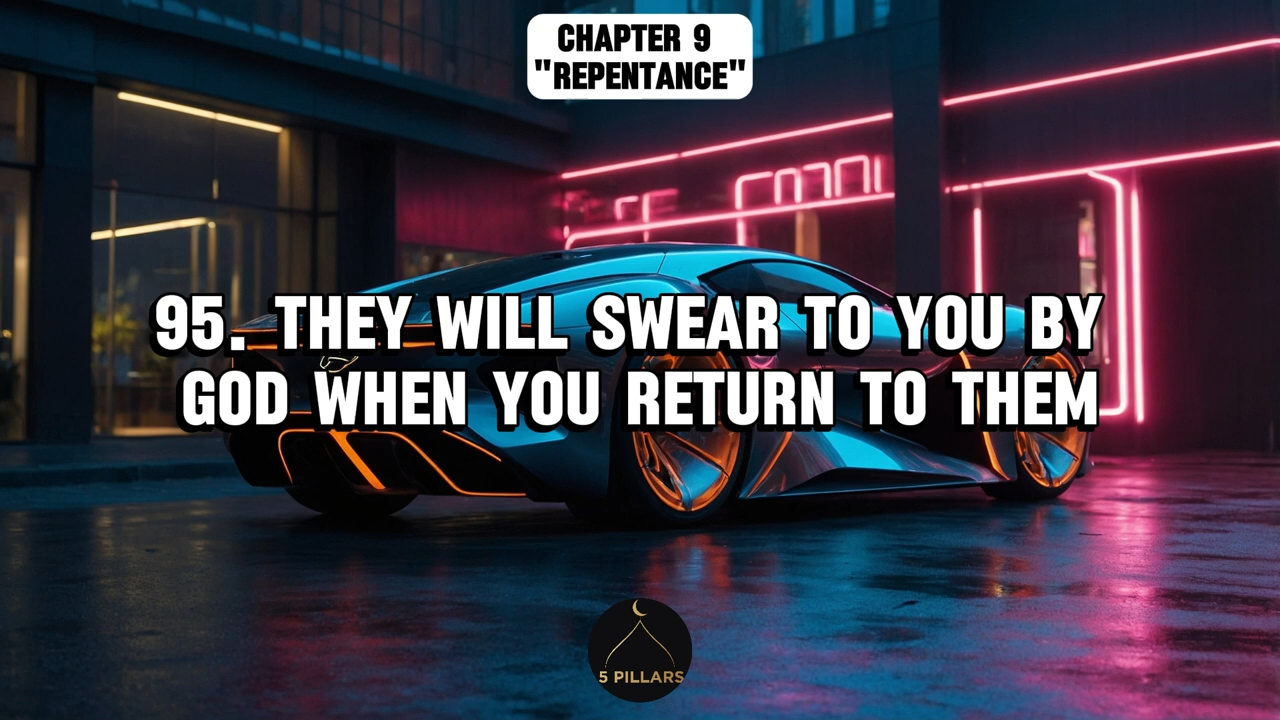 CHAPTER 9
"REPENTANCE"
95. THEY WILL SWEAR TO YOU BY
GOD WHEN YOU RETURN TO THEM
5 PILLARS